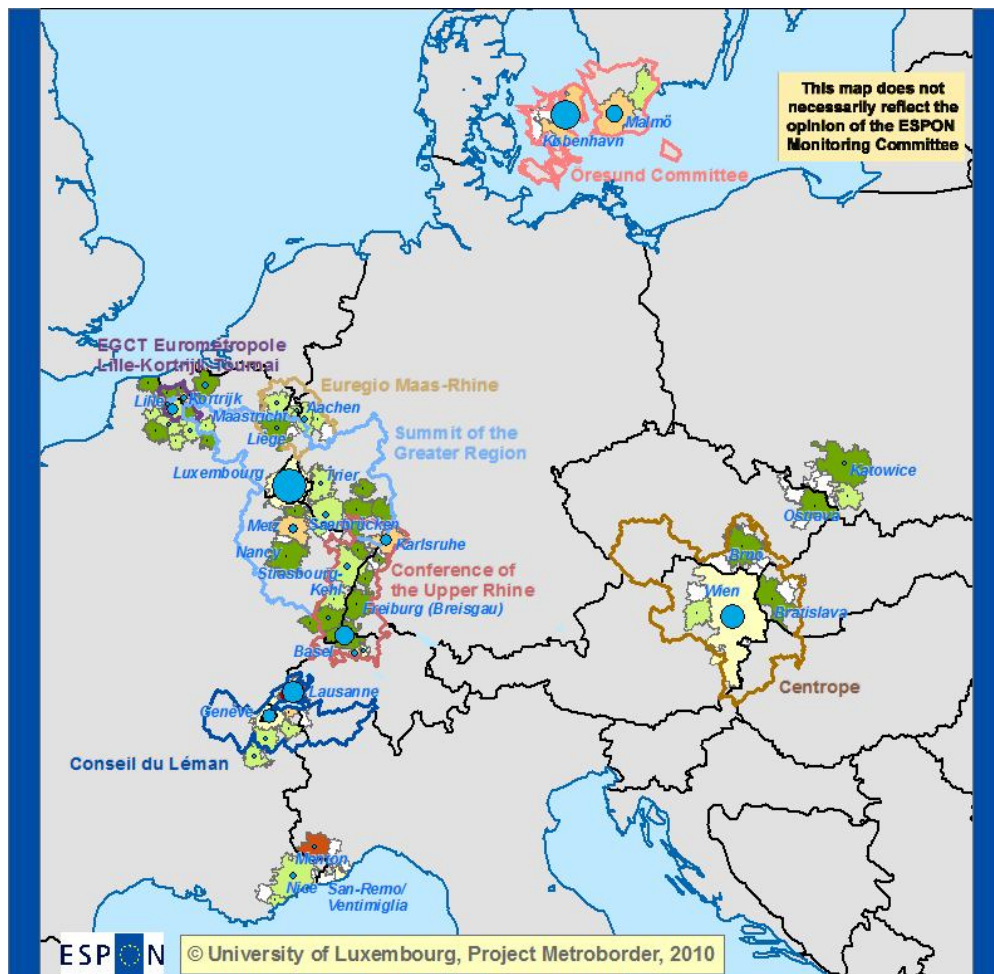 This map does not
necessarily reflect the
opinion of the ESPON
Monitoring Committee
Malmö
København
Öresund Committee
EGCT Eurométropole
Lille-Kortrijk-Tournai
Euregio Maas-Rhine
Lille
Kortrijk
Maastricht
Aachen
Liège
Summit of the
Greater Region
Luxembourg
Trier
Katowice
Ostrava
Metz
Saarbrücken
Karlsruhe
Nancy
Strasbourg-
Kehl
Conference of
the Upper Rhine
Brno
Wien
Freiburg (Breisgau)
Bratislava
Basel
Centrope
Lausanne
Genève
Conseil du Léman
Menton
Nice
San-Remo/
Ventimiglia
ESPON
© University of Luxembourg, Project Metroborder, 2010